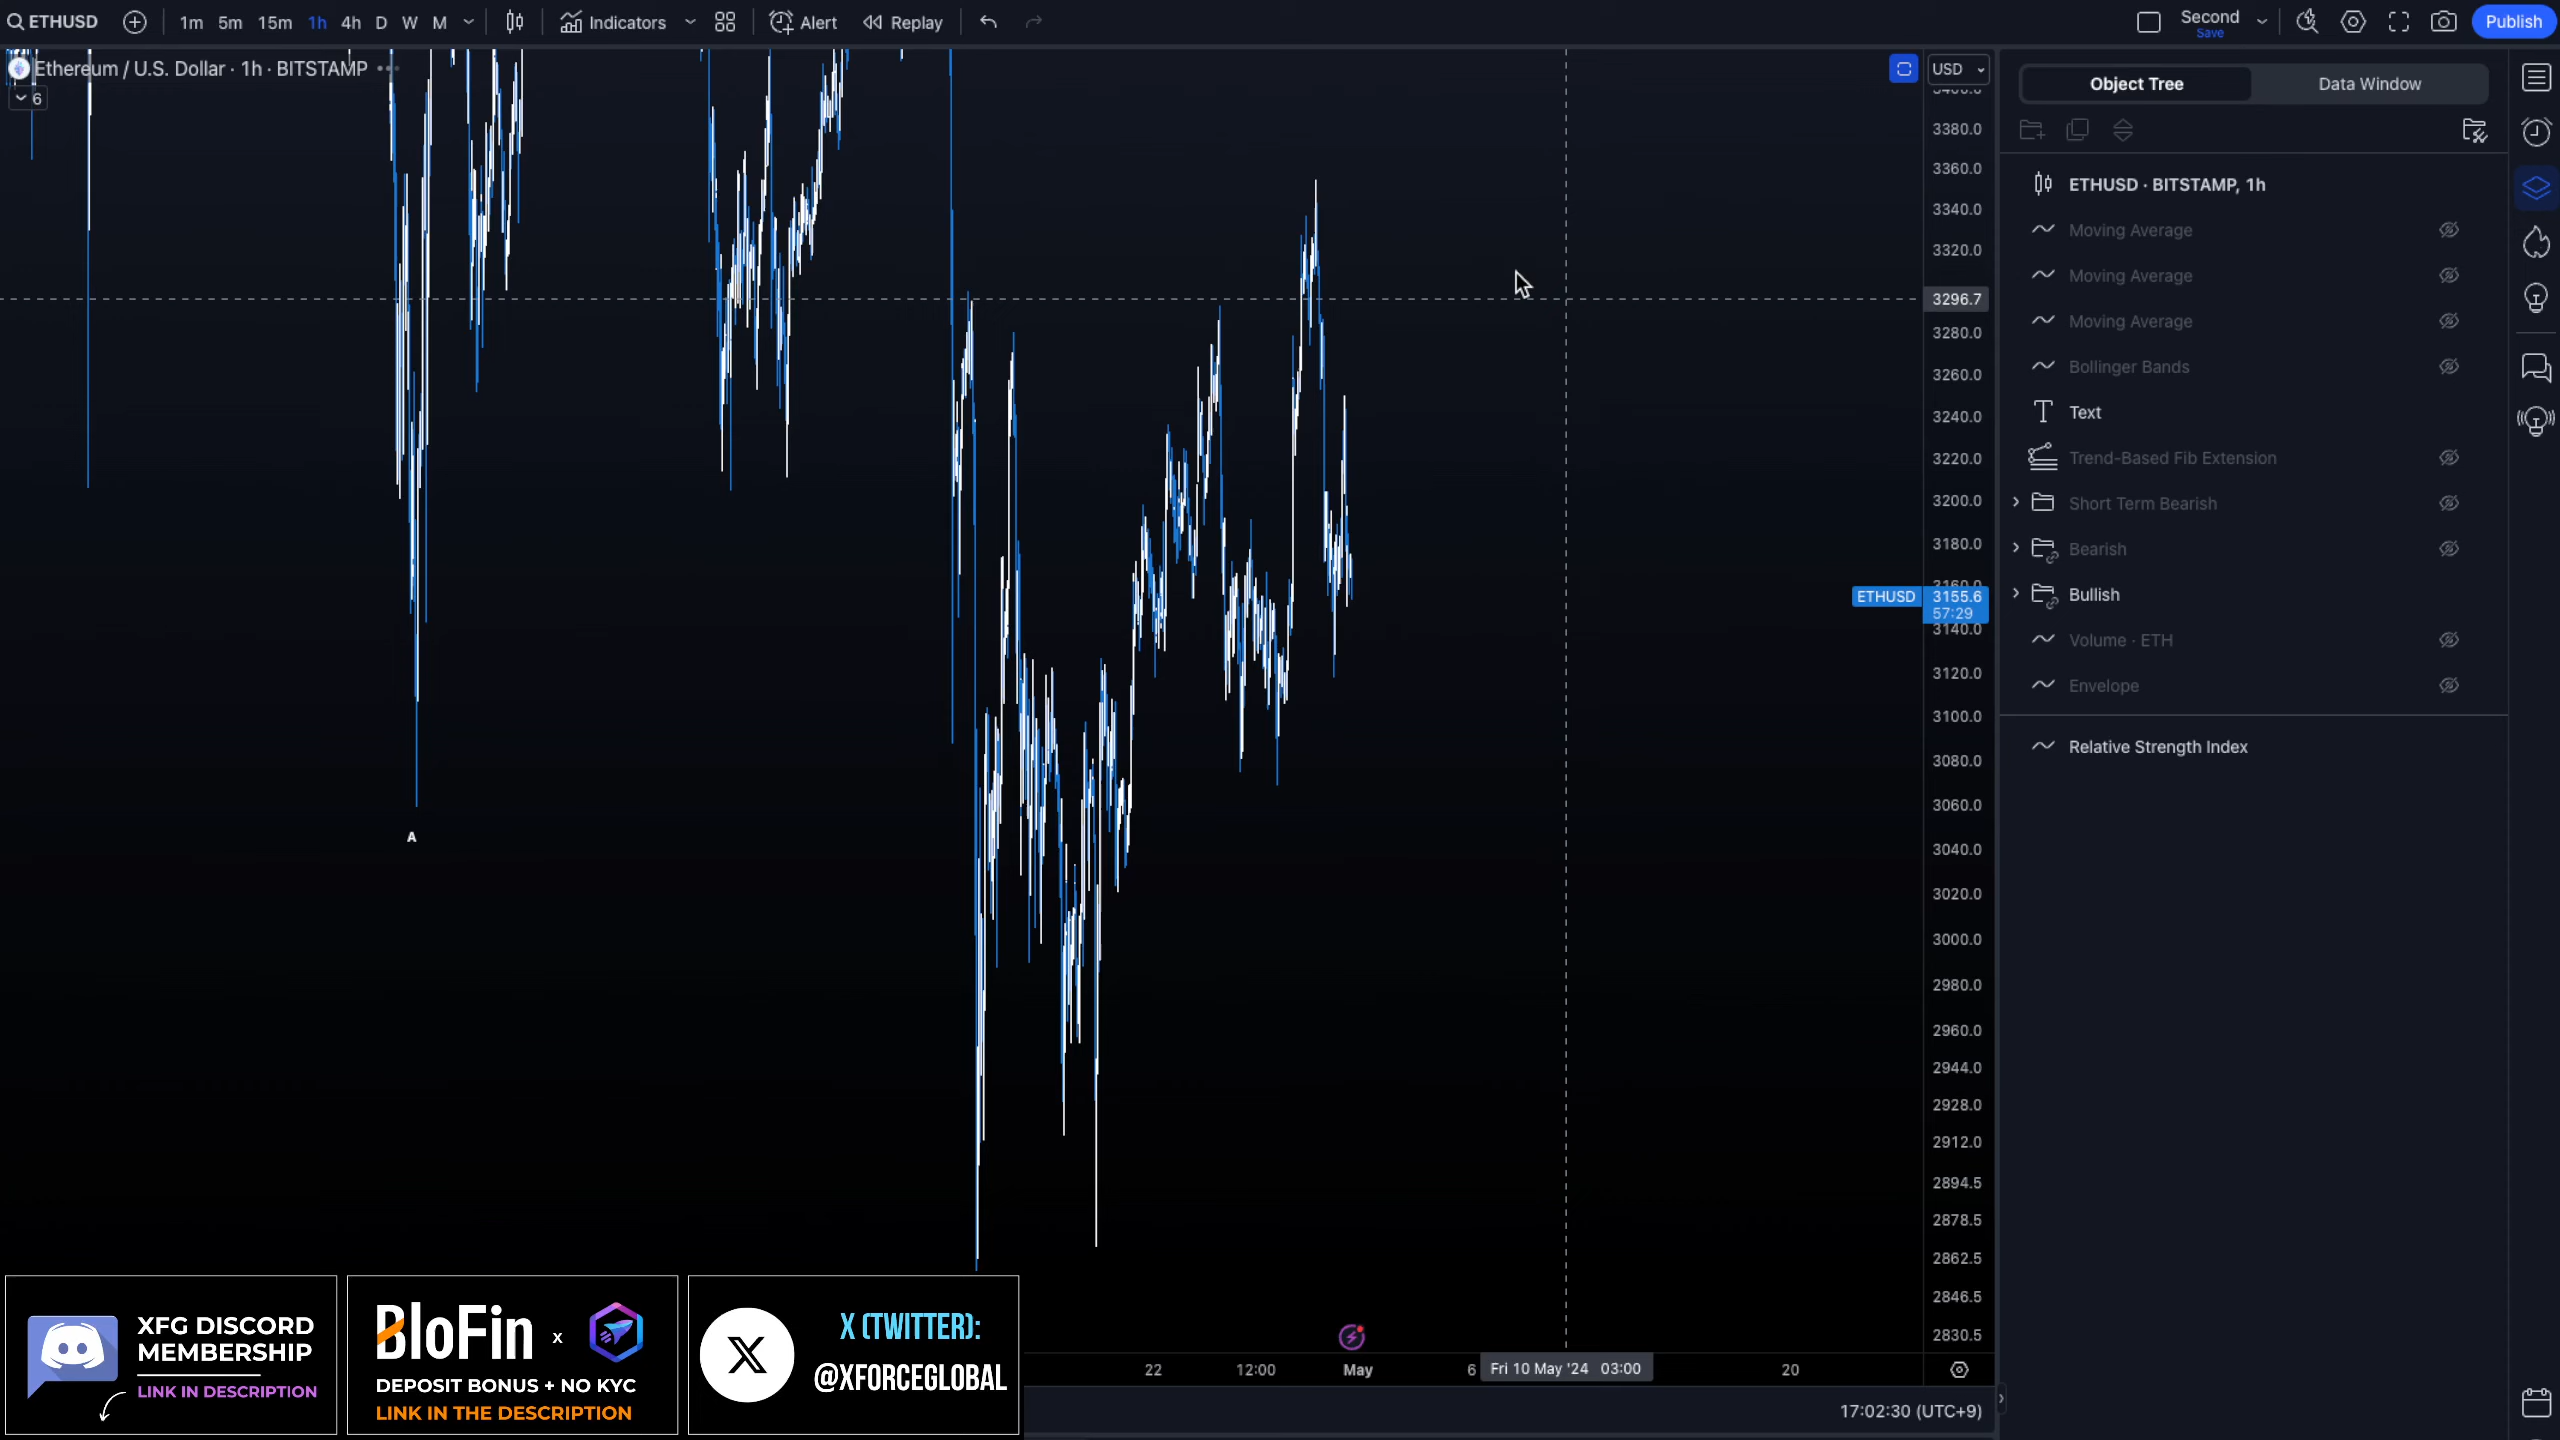 ETHUSD
1m 5m 15m 1h 4h D W M
Indicators
Alert
Replay
Second
Save
Publish
Ethereum / U.S. Dollar · 1h · BITSTAMP
6
USD
3400.0
3380.0
3360.0
3340.0
3320.0
3296.7
3280.0
3260.0
3240.0
3220.0
3200.0
3180.0
3160.0
ETHUSD 3155.6
57:29
3140.0
3120.0
3100.0
3080.0
3060.0
3040.0
3020.0
3000.0
2980.0
2960.0
2944.0
2928.0
2912.0
2894.5
2878.5
2862.5
2846.5
2830.5
A
22 12:00 May 6 Fri 10 May '24 03:00 20
17:02:30 (UTC+9)
Object Tree
Data Window
ETHUSD · BITSTAMP, 1h
Moving Average
Moving Average
Moving Average
Bollinger Bands
Text
Trend-Based Fib Extension
Short Term Bearish
Bearish
Bullish
Volume · ETH
Envelope
Relative Strength Index
XFG DISCORD
MEMBERSHIP
LINK IN DESCRIPTION
BloFin x
DEPOSIT BONUS + NO KYC
LINK IN THE DESCRIPTION
X (TWITTER):
@XFORCEGLOBAL